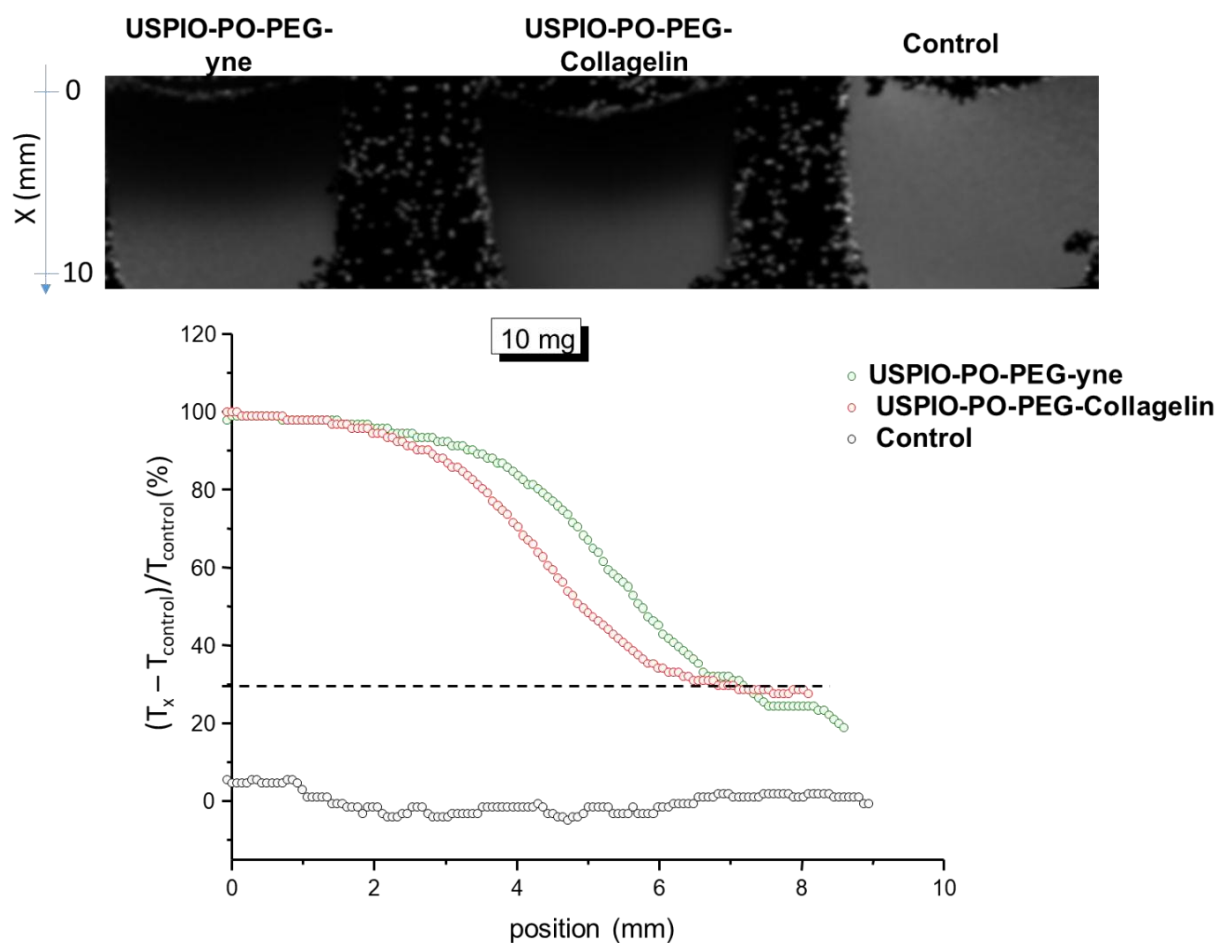 USPIO-PO-PEG-
yne
USPIO-PO-PEG-
Collagelin
Control
X (mm)
0
10
10 mg
USPIO-PO-PEG-yne
USPIO-PO-PEG-Collagelin
Control
(Tx – Tcontrol)/Tcontrol (%)
120
100
80
60
40
20
0
0 2 4 6 8 10
position (mm)